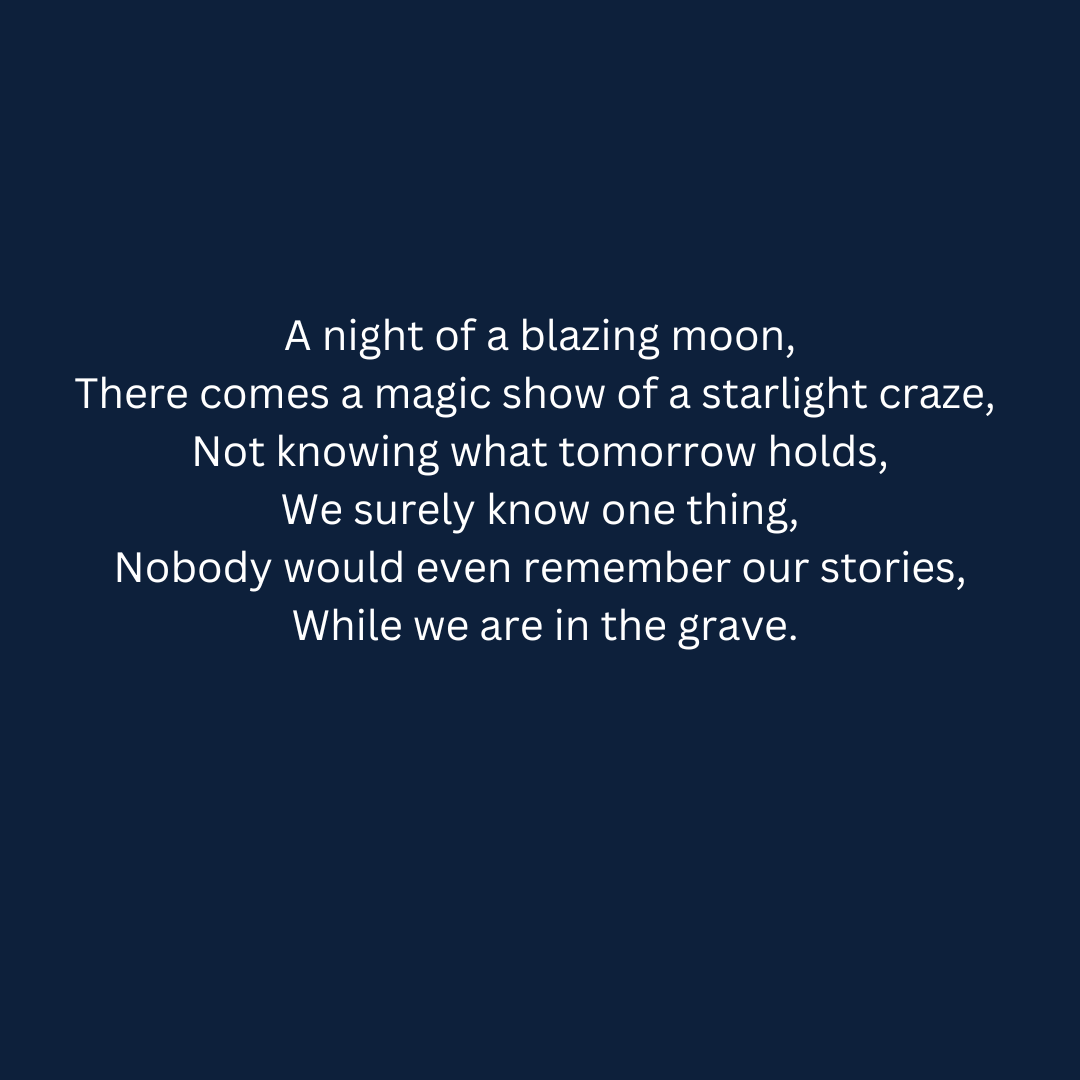 A night of a blazing moon,
There comes a magic show of a starlight craze,
Not knowing what tomorrow holds,
We surely know one thing,
Nobody would even remember our stories,
While we are in the grave.